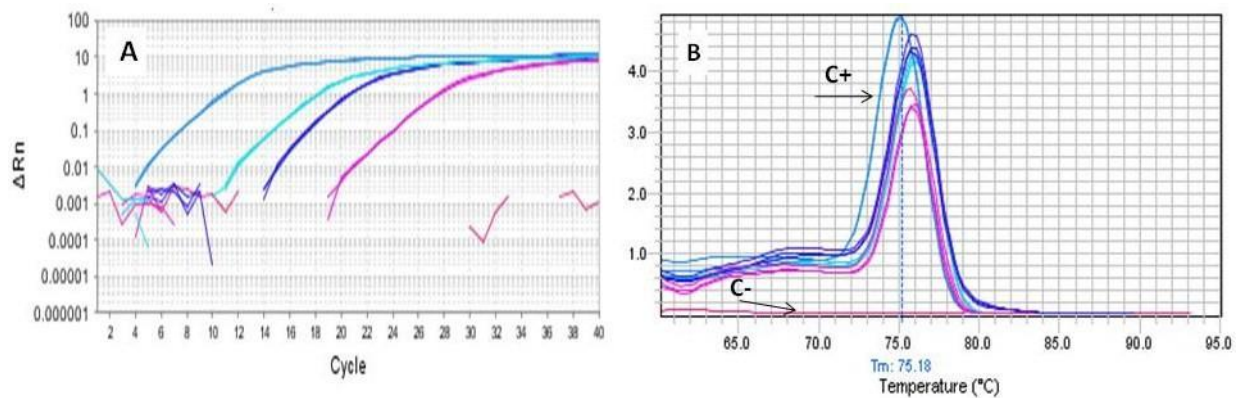 A
ΔRn
100
10
1
0.1
0.01
0.001
0.0001
0.00001
0.000001
2 4 6 8 10 12 14 16 18 20 22 24 26 28 30 32 34 36 38 40
Cycle
B
C+
C-
4.0
3.0
2.0
1.0
65.0 70.0 75.0 80.0 85.0 90.0 95.0
Tm: 75.18
Temperature (°C)